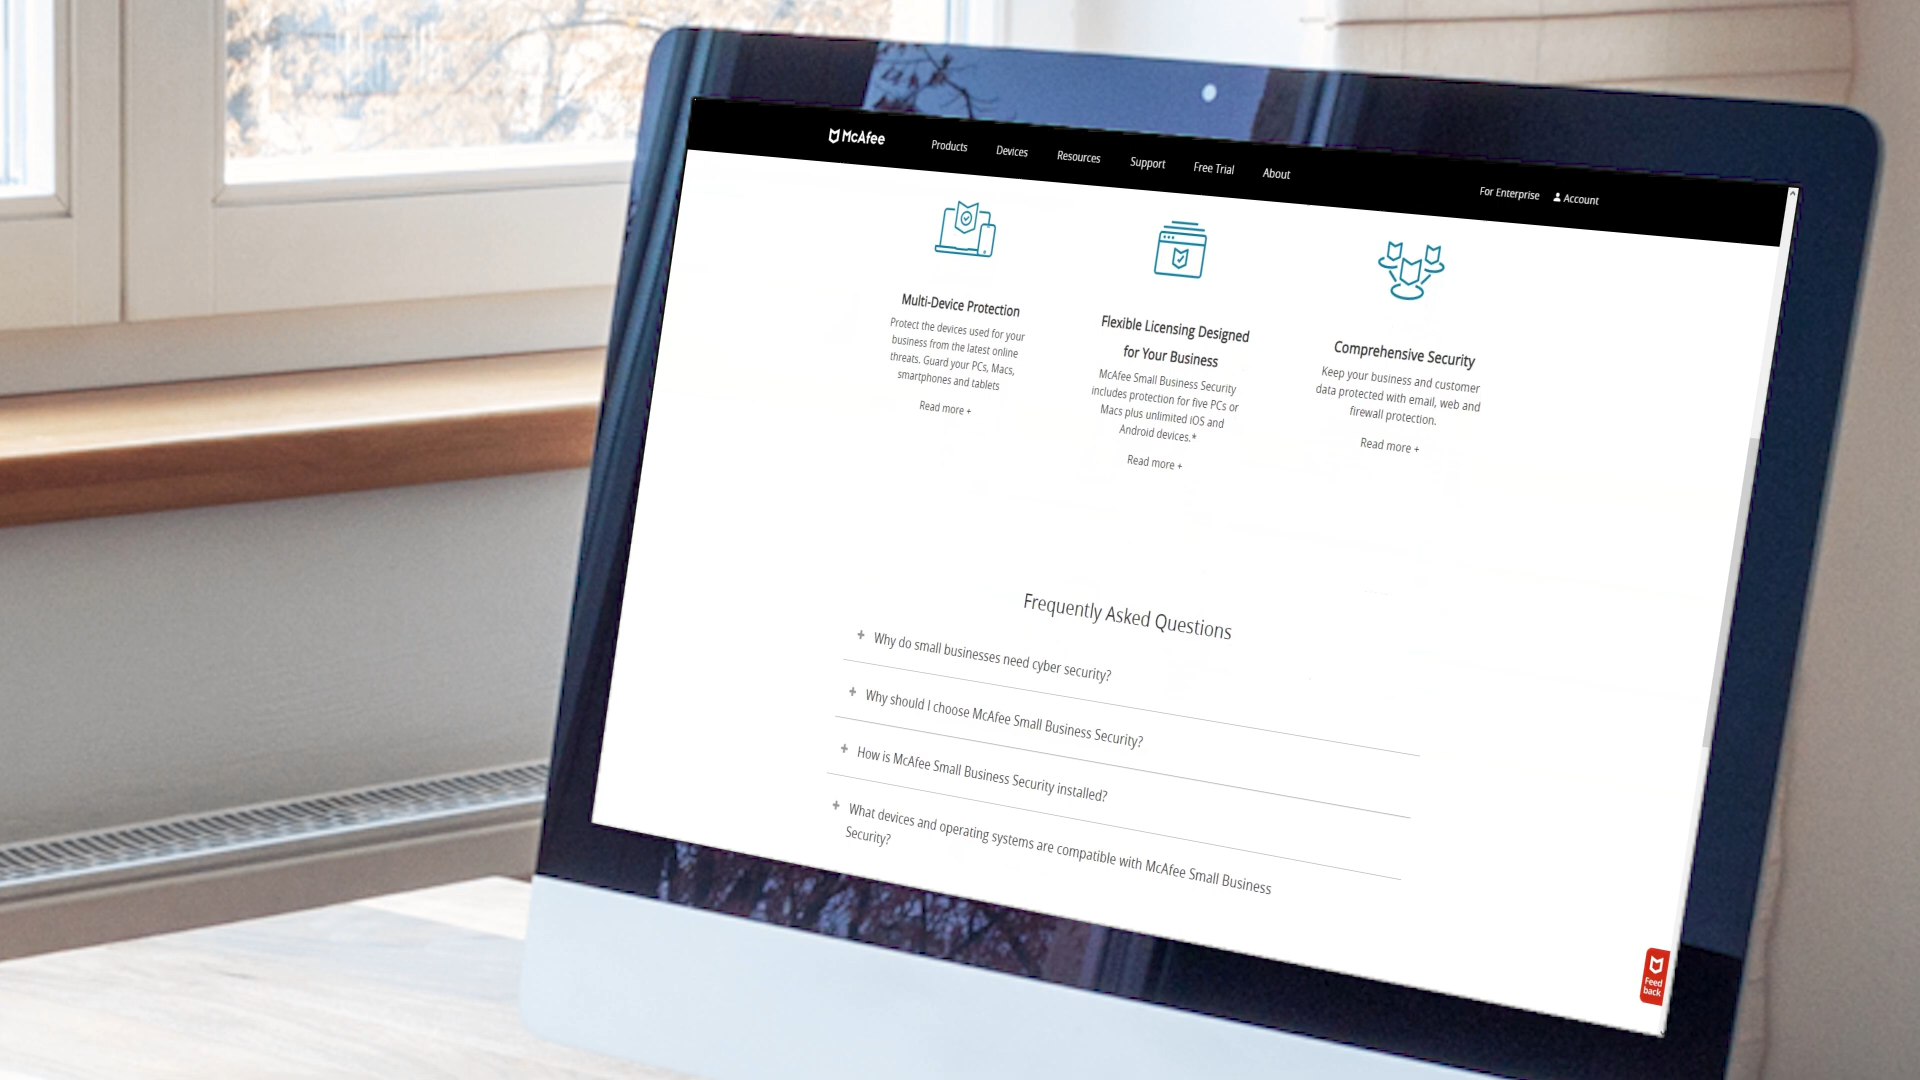 McAfee
Products
Devices
Resources
Support
Free Trial
About
For Enterprise
Account
Multi-Device Protection
Protect the devices used for your
business from the latest online
threats. Guard your PCs, Macs,
smartphones and tablets
Read more +
Flexible Licensing Designed
for Your Business
McAfee Small Business Security
includes protection for five PCs or
Macs plus unlimited iOS and
Android devices.*
Read more +
Comprehensive Security
Keep your business and customer
data protected with email, web and
firewall protection.
Read more +
Frequently Asked Questions
+ Why do small businesses need cyber security?
+ Why should I choose McAfee Small Business Security?
+ How is McAfee Small Business Security installed?
+ What devices and operating systems are compatible with McAfee Small Business
Security?
Feed
back